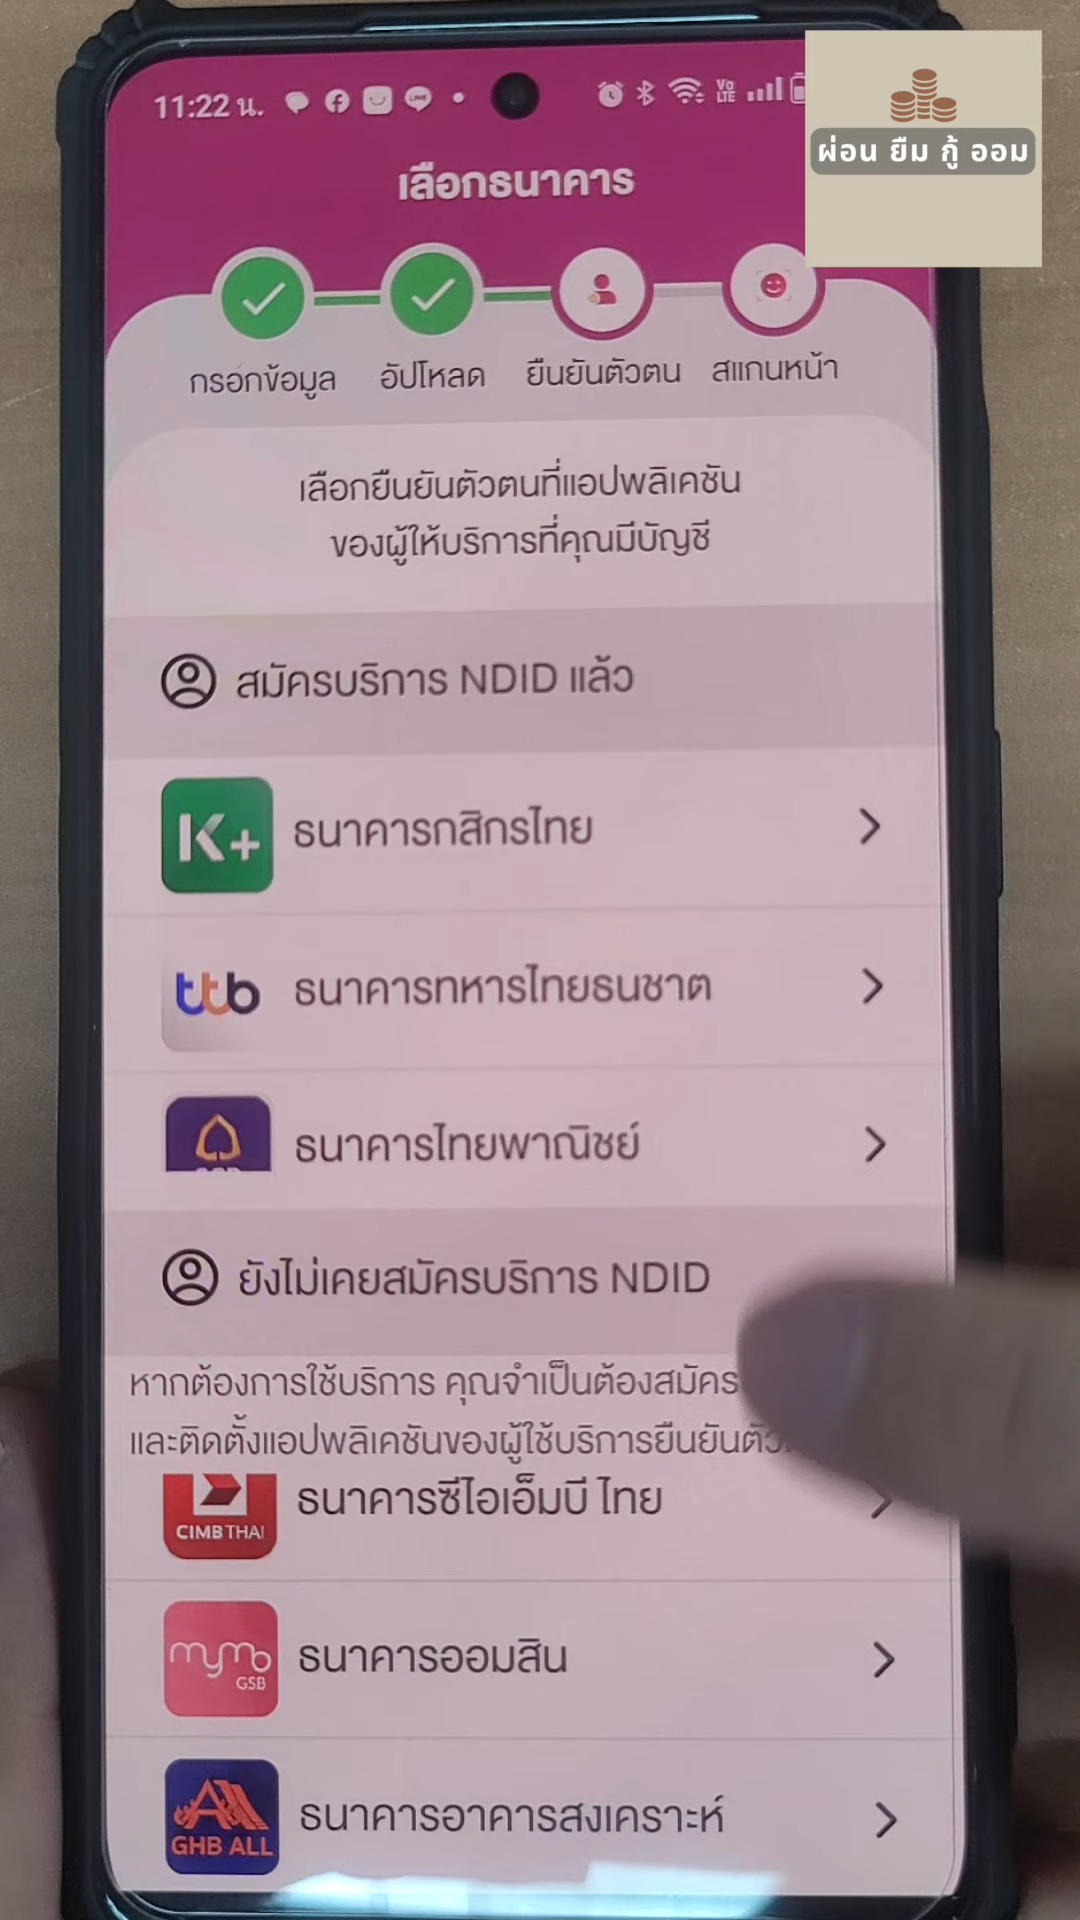 11:22 น.
LINE
Vo
LTE
ผ่อน ยืม กู้ ออม
เลือกธนาคาร
กรอกข้อมูล
อัปโหลด
ยืนยันตัวตน
สแกนหน้า
เลือกยืนยันตัวตนที่แอปพลิเคชัน
ของผู้ให้บริการที่คุณมีบัญชี
สมัครบริการ NDID แล้ว
K+
ธนาคารกสิกรไทย
ttb
ธนาคารทหารไทยธนชาต
ธนาคารไทยพาณิชย์
ยังไม่เคยสมัครบริการ NDID
หากต้องการใช้บริการ คุณจำเป็นต้องสมัคร
และติดตั้งแอปพลิเคชันของผู้ใช้บริการยืนยัน
CIMB THAI
ธนาคารซีไอเอ็มบี ไทย
mymo
GSB
ธนาคารออมสิน
GHB ALL
ธนาคารอาคารสงเคราะห์